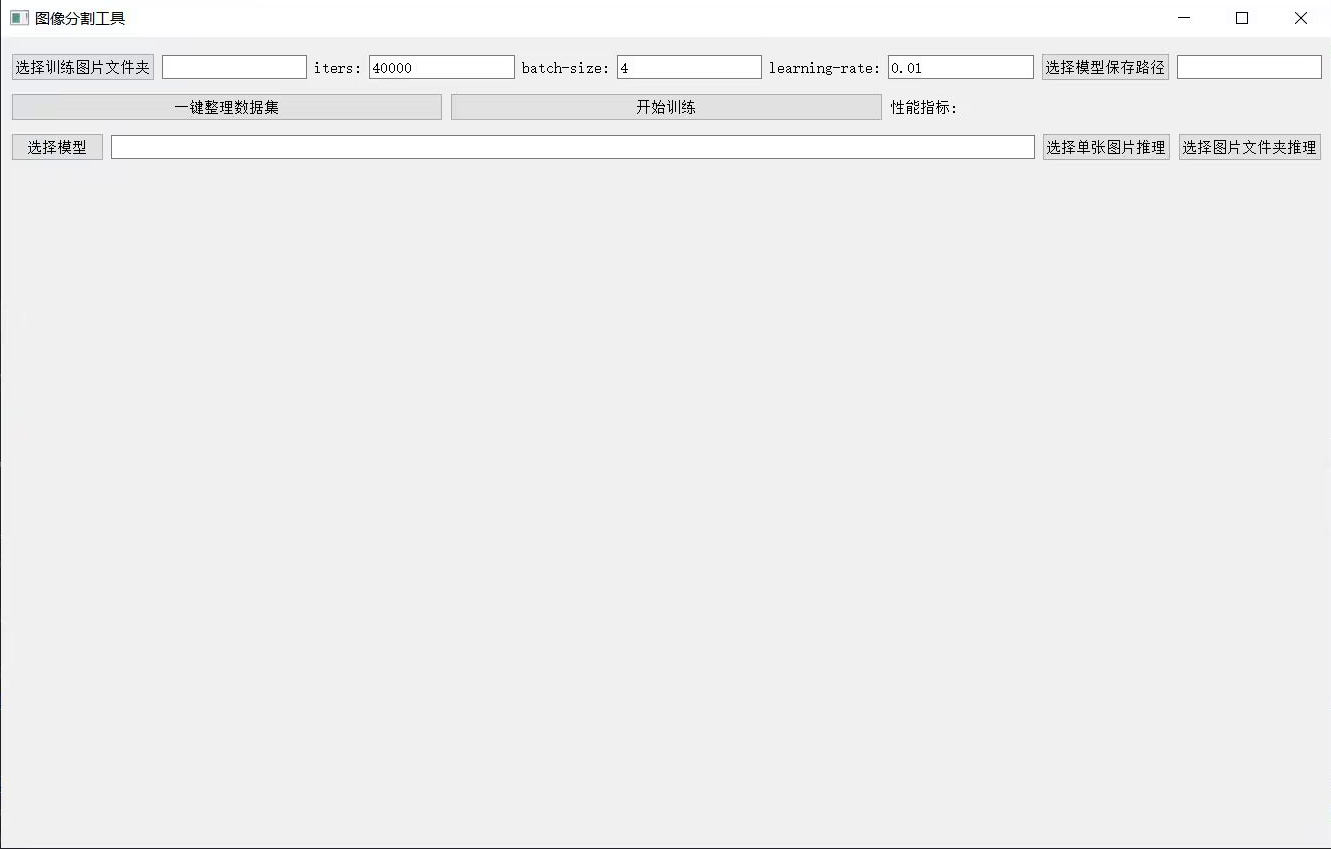 图像分割工具
选择训练图片文件夹 iters: 40000 batch-size: 4 learning-rate: 0.01 选择模型保存路径
一键整理数据集 开始训练 性能指标:
选择模型 选择单张图片推理 选择图片文件夹推理